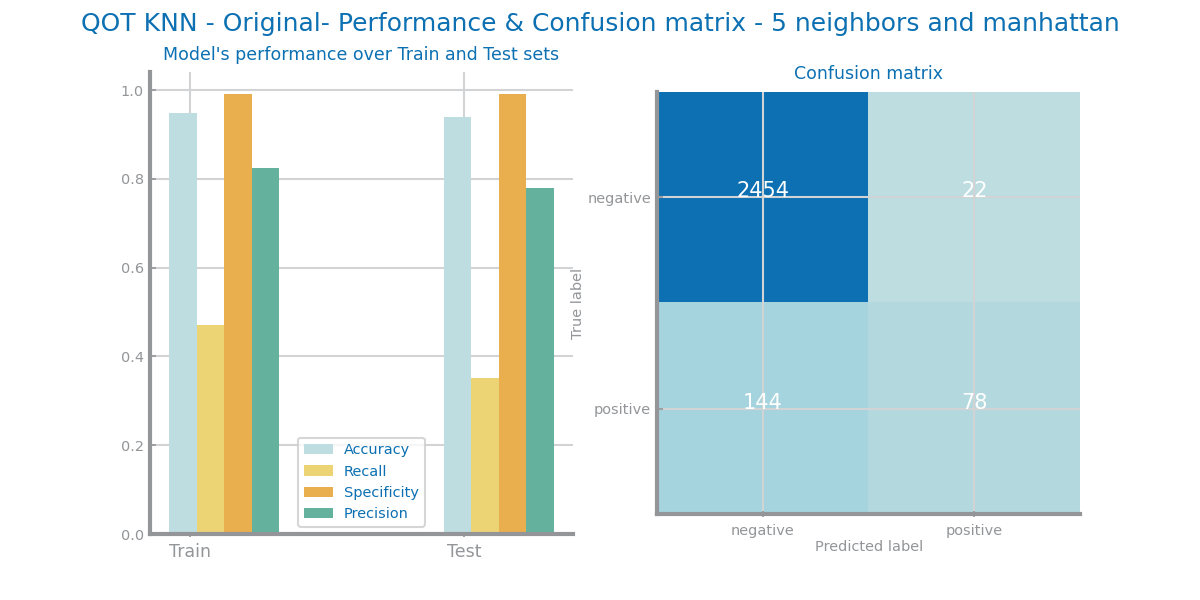 QOT KNN - Original- Performance & Confusion matrix - 5 neighbors and manhattan
Model's performance over Train and Test sets
1.0
0.8
0.6
0.4
0.2
0.0
Train
Test
Accuracy
Recall
Specificity
Precision
Confusion matrix
True label
negative
positive
2454
22
144
78
negative
positive
Predicted label